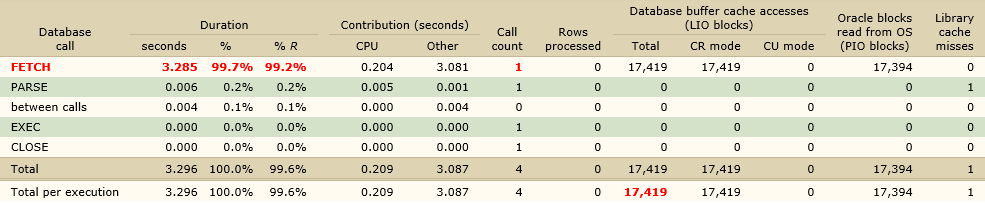 Database call Duration Contribution (seconds) Call count Rows processed Database buffer cache accesses (LIO blocks) Oracle blocks read from OS (PIO blocks) Library cache misses
seconds % % R CPU Other Total CR mode CU mode
FETCH 3.285 99.7% 99.2% 0.204 3.081 1 0 17,419 17,419 0 17,394 0
PARSE 0.006 0.2% 0.2% 0.005 0.001 1 0 0 0 0 0 1
between calls 0.004 0.1% 0.1% 0.000 0.004 0 0 0 0 0 0 0
EXEC 0.000 0.0% 0.0% 0.000 0.000 1 0 0 0 0 0 0
CLOSE 0.000 0.0% 0.0% 0.000 0.000 1 0 0 0 0 0 0
Total 3.296 100.0% 99.6% 0.209 3.087 4 0 17,419 17,419 0 17,394 1
Total per execution 3.296 100.0% 99.6% 0.209 3.087 4 0 17,419 17,419 0 17,394 1